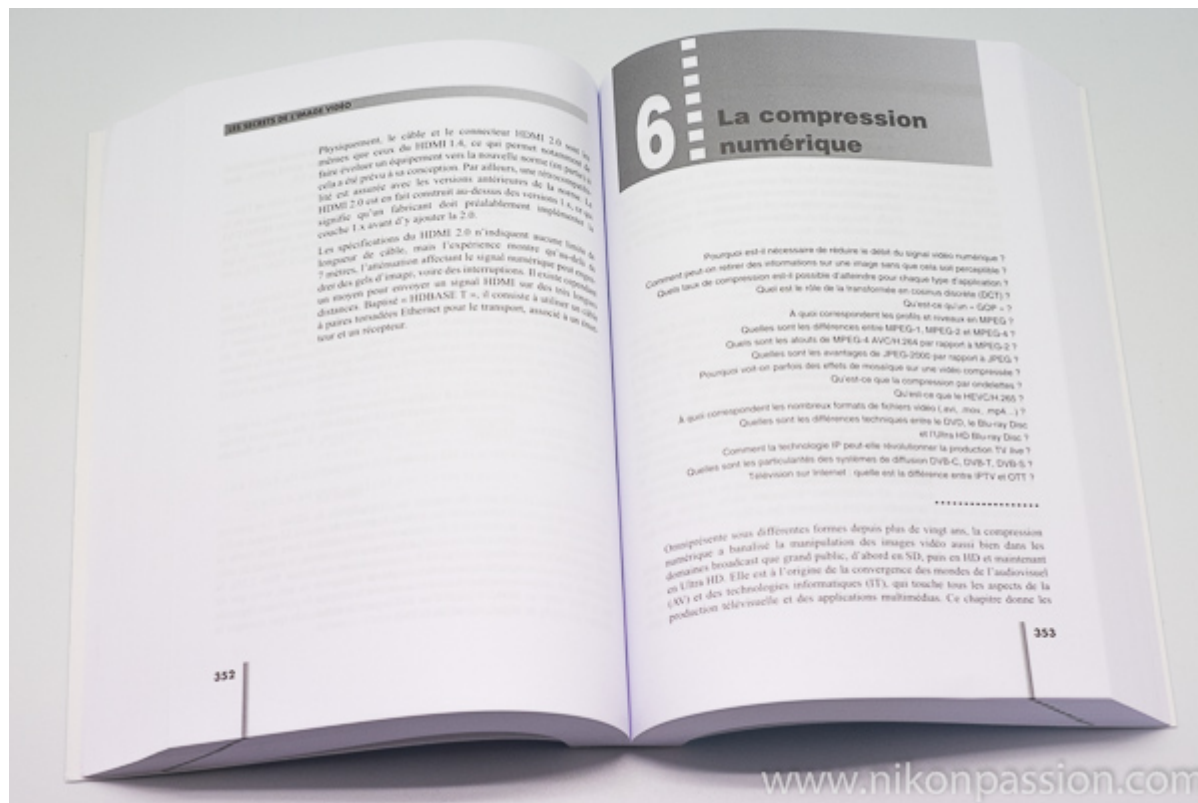 LES SECRETS DE L'IMAGE VIDÉO
Physiquement, le câble et le connecteur HDMI 2.0 sont les
mêmes que ceux du HDMI 1.4, ce qui permet notamment de
faire évoluer un équipement vers la nouvelle norme (en partie) si
cela a été prévu à sa conception. Par ailleurs, une rétrocompatibi-
lité est assurée avec les versions antérieures de la norme. Le
HDMI 2.0 est en fait construit au-dessus des versions 1.x, ce qui
signifie qu'un fabricant doit préalablement implémenter la
couche 1.x avant d'y ajouter la 2.0.
Les spécifications du HDMI 2.0 n'indiquent aucune limite de
longueur de câble, mais l'expérience montre qu'au-delà de
7 mètres, l'atténuation affectant le signal numérique peut engen-
drer des gels d'image, voire des interruptions. Il existe cependant
un moyen pour envoyer un signal HDMI sur des très longues
distances. Baptisé « HDBASE T », il consiste à utiliser un câble
à paires torsadées Ethernet pour le transport, associé à un émet-
teur et un récepteur.
352
6
La compression
numérique
Pourquoi est-il nécessaire de réduire le débit du signal vidéo numérique ?
Comment peut-on retirer des informations sur une image sans que cela soit perceptible ?
Quels taux de compression est-il possible d'atteindre pour chaque type d'application ?
Quel est le rôle de la transformée en cosinus discrète (DCT) ?
Qu'est-ce qu'un « GOP » ?
À quoi correspondent les profils et niveaux en MPEG ?
Quelles sont les différences entre MPEG-1, MPEG-2 et MPEG-4 ?
Quels sont les atouts de MPEG-4 AVC/H.264 par rapport à MPEG-2 ?
Quelles sont les avantages de JPEG-2000 par rapport à JPEG ?
Pourquoi voit-on parfois des effets de mosaïque sur une vidéo compressée ?
Qu'est-ce que la compression par ondelettes ?
Qu'est ce que le HEVC/H.265 ?
À quoi correspondent les nombreux formats de fichiers vidéo (.avi, .mov, .mp4...) ?
Quelles sont les différences techniques entre le DVD, le Blu-ray Disc
et l'Ultra HD Blu-ray Disc ?
Comment la technologie IP peut-elle révolutionner la production TV live ?
Quelles sont les particularités des systèmes de diffusion DVB-C, DVB-T, DVB-S ?
Télévision sur Internet : quelle est la différence entre IPTV et OTT ?
Omniprésente sous différentes formes depuis plus de vingt ans, la compression
numérique a banalisé la manipulation des images vidéo aussi bien dans les
domaines broadcast que grand public, d'abord en SD, puis en HD et maintenant
en Ultra HD. Elle est à l'origine de la convergence des mondes de l'audiovisuel
(AV) et des technologies informatiques (IT), qui touche tous les aspects de la
production télévisuelle et des applications multimédias. Ce chapitre donne les
353
www.nikonpassion.com